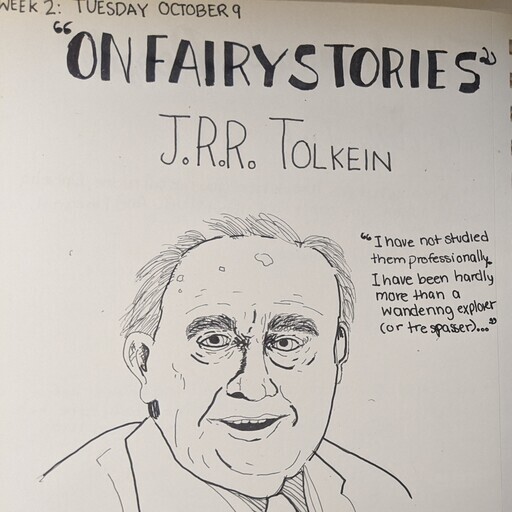 WEEK 2: TUESDAY OCTOBER 9
"ON FAIRYSTORIES"
J.R.R. TOLKEIN
"I have not studied
them professionally.
I have been hardly
more than a
wandering explorer
(or trespasser)..."